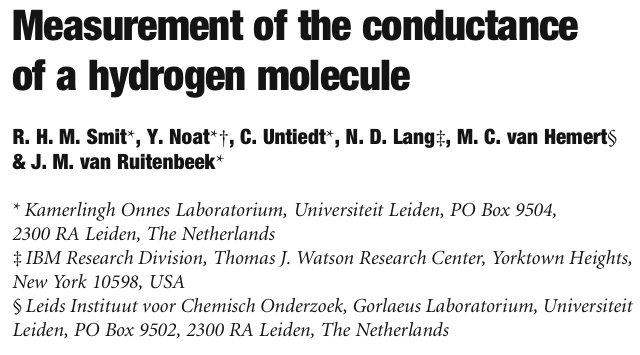 Measurement of the conductance
of a hydrogen molecule
R. H. M. Smit*, Y. Noat*†, C. Untiedt*, N. D. Lang‡, M. C. van Hemert§
& J. M. van Ruitenbeek*
* Kamerlingh Onnes Laboratorium, Universiteit Leiden, PO Box 9504,
2300 RA Leiden, The Netherlands
‡ IBM Research Division, Thomas J. Watson Research Center, Yorktown Heights,
New York 10598, USA
§ Leids Instituut voor Chemisch Onderzoek, Gorlaeus Laboratorium, Universiteit
Leiden, PO Box 9502, 2300 RA Leiden, The Netherlands